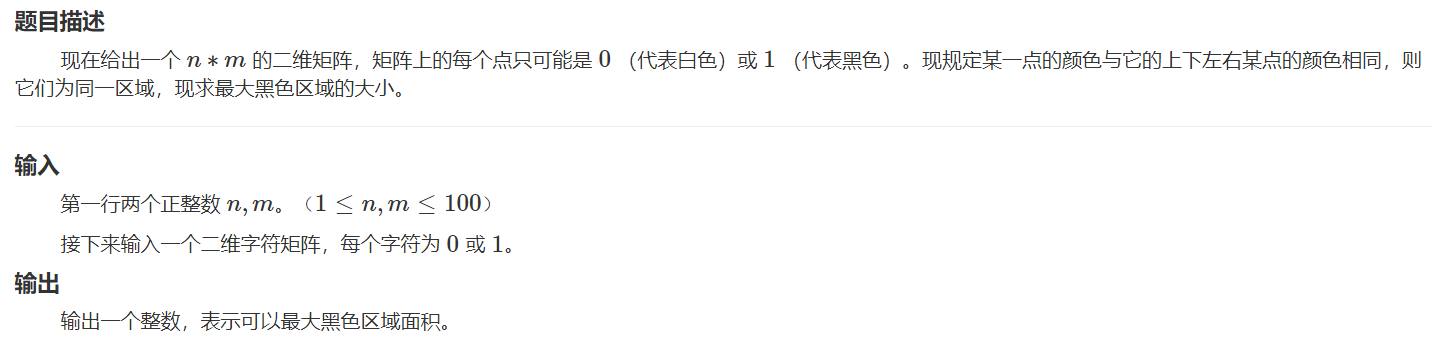 题目描述
现在给出一个 n ∗ m 的二维矩阵，矩阵上的每个点只可能是 0 （代表白色）或 1 （代表黑色）。现规定某一点的颜色与它的上下左右某点的颜色相同，则
它们为同一区域，现求最大黑色区域的大小。
输入
第一行两个正整数 n, m。（1 ≤ n, m ≤ 100）
接下来输入一个二维字符矩阵，每个字符为 0 或 1。
输出
输出一个整数，表示可以最大黑色区域面积。